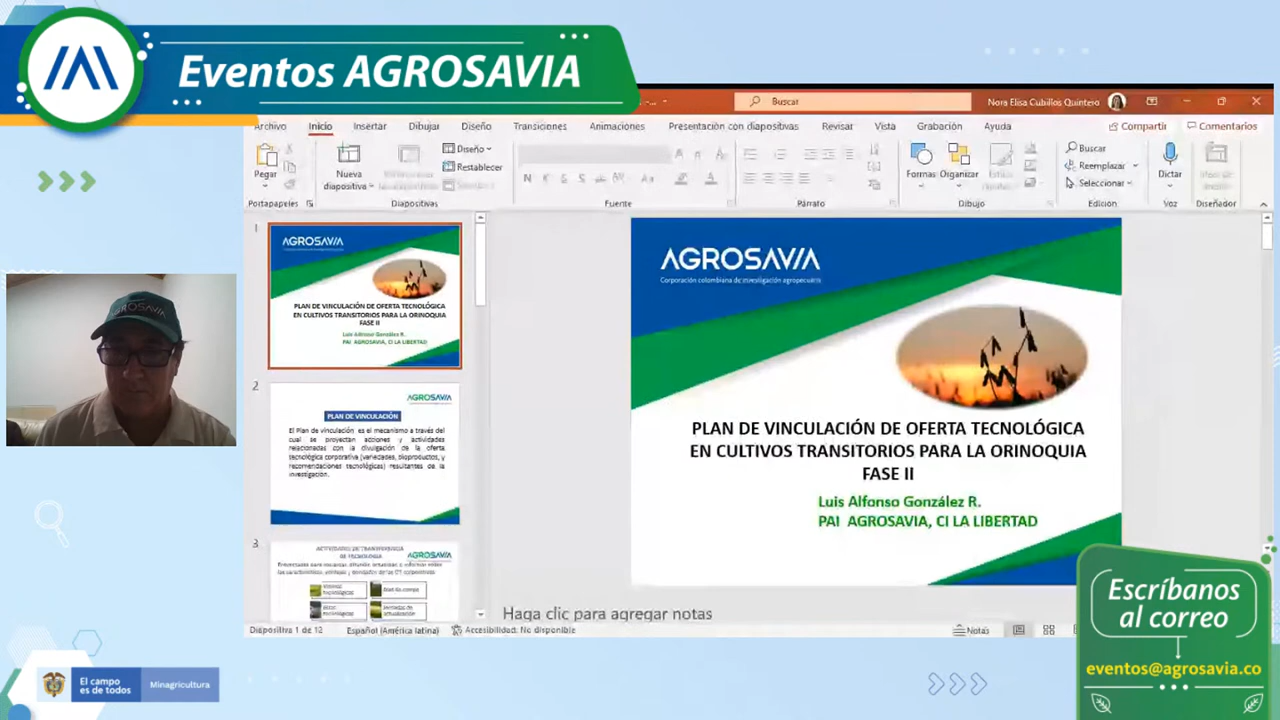 Eventos AGROSAVIA
Buscar
Nora Elisa Cubillos Quintero
Archivo Inicio Insertar Dibujar Diseño Transiciones Animaciones Presentación con diapositivas Revisar Vista Grabación Ayuda Compartir Comentarios
Pegar
Nueva diapositiva
Diseño
Restablecer
N K S
Formas
Organizar
Buscar
Reemplazar
Seleccionar
Dictar
Portapapeles Diapositivas Fuente Párrafo Dibujo Edición Voz Diseñador
1
AGROSAVIA
PLAN DE VINCULACIÓN DE OFERTA TECNOLÓGICA
EN CULTIVOS TRANSITORIOS PARA LA ORINOQUIA
FASE II
Luis Alfonso González R.
PAI AGROSAVIA, CI LA LIBERTAD
2
AGROSAVIA
PLAN DE VINCULACIÓN
El Plan de vinculación es el mecanismo a través del
cual se proyectan acciones y actividades
relacionadas con la divulgación de la oferta
tecnológica corporativa (variedades, bioproductos, y
recomendaciones tecnológicas) resultantes de la
investigación.
3
AGROSAVIA
AGROSAVIA
Corporación colombiana de investigación agropecuaria
PLAN DE VINCULACIÓN DE OFERTA TECNOLÓGICA
EN CULTIVOS TRANSITORIOS PARA LA ORINOQUIA
FASE II
Luis Alfonso González R.
PAI AGROSAVIA, CI LA LIBERTAD
Haga clic para agregar notas
Diapositiva 1 de 12 Español (América latina) Accesibilidad: No disponible Notas
AGROSAVIA
Escríbanos
al correo
eventos@agrosavia.co
El campo
es de todos
Minagricultura